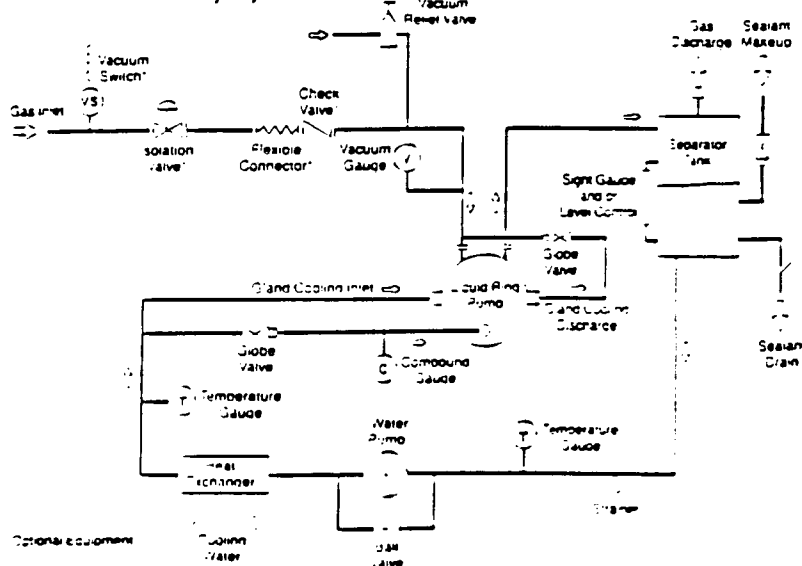 Vacuum
Relief Valve
Vacuum
Switch*
VS
Gas Inlet
Isolation
Valve*
Flexible
Connector*
Check
Valve*
Vacuum
Gauge
Gas
Discharge
Sealant
Makeup
Separator
Tank
Sight Gauge
and or
Level Control
Globe
Valve
Gland Cooling Inlet
Liquid Ring
Pump
Gland Cooling
Discharge
Globe
Valve
C
Compound
Gauge
Sealant
Drain
T
Temperature
Gauge
Water
Pump
T
Temperature
Gauge
Heat
Exchanger
Strainer
Optional Equipment
Cooling
Water
Ball
Valve